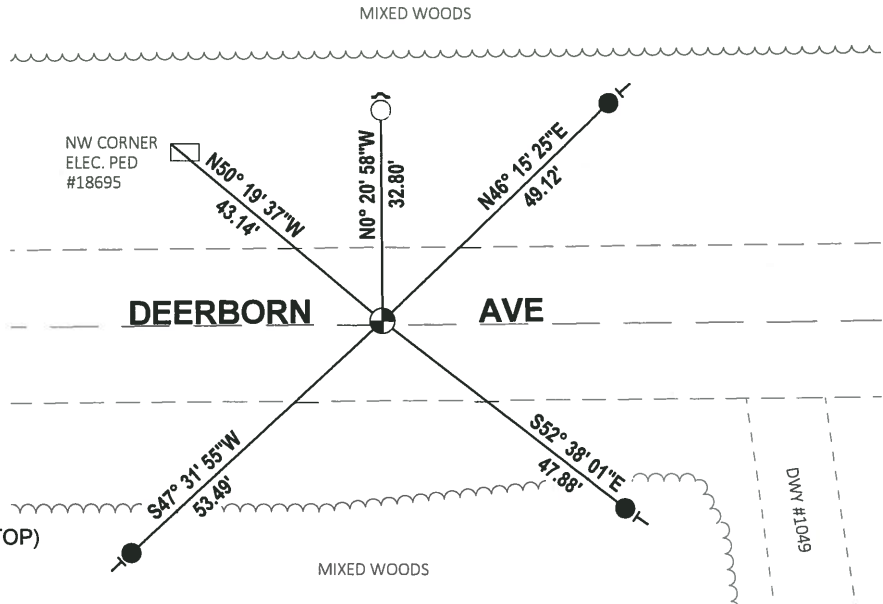 MIXED WOODS
NW CORNER
ELEC. PED
#18695
N50° 19' 37"W
43.14'
N0° 20' 58"W
32.80'
N46° 15' 25"E
49.12'
DEERBORN AVE
S47° 31' 55"W
53.49'
S52° 38' 01"E
47.88'
DWY #1049
TOP)
MIXED WOODS